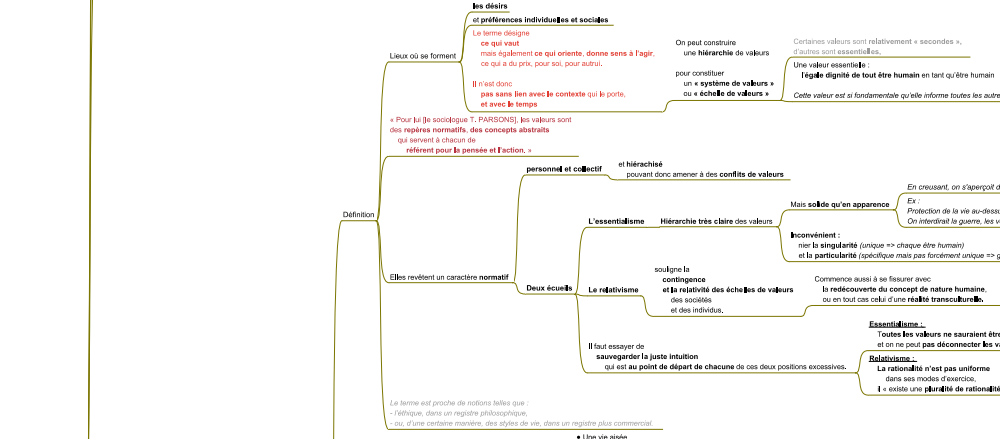 les désirs
et préférences individuelles et sociales
Lieux où se forment
Le terme désigne
ce qui vaut
mais également ce qui oriente, donne sens à l'agir,
ce qui a du prix, pour soi, pour autrui.
Il n'est donc
pas sans lien avec le contexte qui le porte,
et avec le temps
On peut construire
une hiérarchie de valeurs
pour constituer
un « système de valeurs »
ou « échelle de valeurs »
Certaines valeurs sont relativement « secondes »,
d'autres sont essentielles.
Une valeur essentielle :
l'égale dignité de tout être humain en tant qu'être humain
Cette valeur est si fondamentale qu'elle informe toutes les autre
« Pour lui [le sociologue T. PARSONS], les valeurs sont
des repères normatifs, des concepts abstraits
qui servent à chacun de
référent pour la pensée et l'action. »
Définition
Elles revêtent un caractère normatif
personnel et collectif
et hiérachisé
pouvant donc amener à des conflits de valeurs
Deux écueils
L'essentialisme
Hiérarchie très claire des valeurs
Mais solide qu'en apparence
En creusant, on s'aperçoit d
Ex :
Protection de la vie au-dessu
On interdirait la guerre, les v
Inconvénient :
nier la singularité (unique => chaque être humain)
et la particularité (spécifique mais pas forcément unique => g
Le relativisme
souligne la
contingence
et la relativité des échelles de valeurs
des sociétés
et des individus.
Commence aussi à se fissurer avec
la redécouverte du concept de nature humaine,
ou en tout cas celui d'une réalité transculturelle.
Il faut essayer de
sauvegarder la juste intuition
qui est au point de départ de chacune de ces deux positions excessives.
Essentialisme :
Toutes les valeurs ne sauraient êtr
et on ne peut pas déconnecter les va
Relativisme :
La rationalité n'est pas uniforme
dans ses modes d'exercice,
il « existe une pluralité de rationalité
Le terme est proche de notions telles que :
- l'éthique, dans un registre philosophique,
- ou, d'une certaine manière, des styles de vie, dans un registre plus commercial.
• Une vie aisée